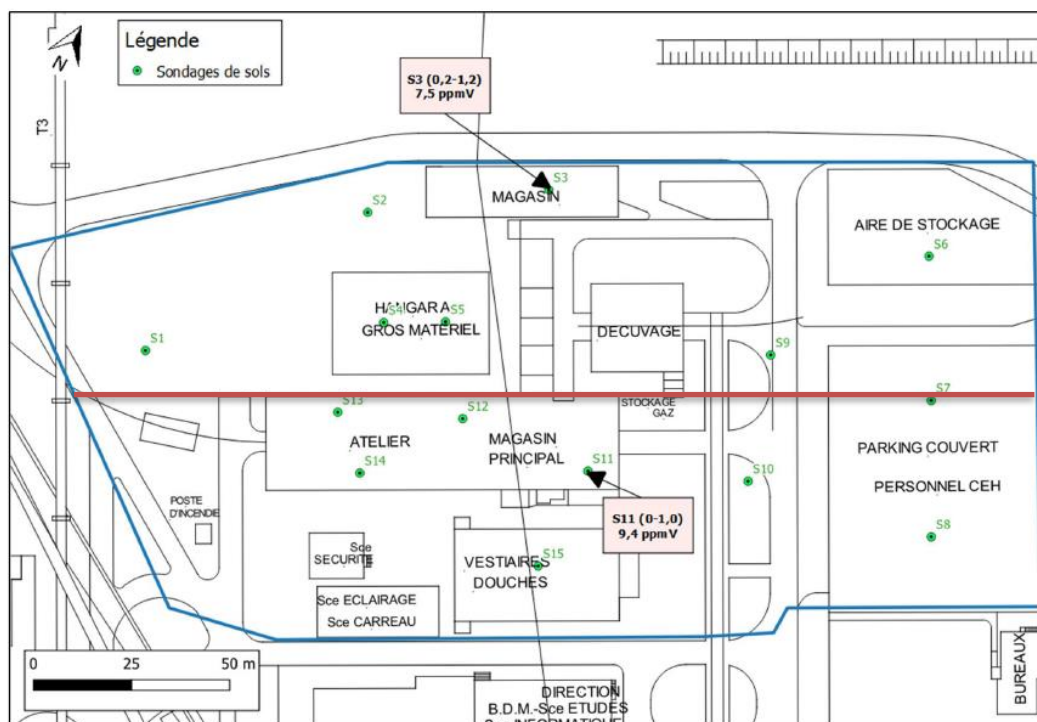 Légende
Sondages de sols
N
T3
S3 (0,2-1,2)
7,5 ppmV
S3
MAGASIN
S2
AIRE DE STOCKAGE
S6
HANGAR A
S4
S5
GROS MATERIEL
DECUVAGE
S1
S9
S7
STOCKAGE
GAZ
S13
S12
ATELIER
MAGASIN
PRINCIPAL
S11
S14
PARKING COUVERT
PERSONNEL CEH
S10
POSTE
D'INCENDIE
S11 (0-1,0)
9,4 ppmV
S8
Sce
SECURITE
VESTIAIRES
DOUCHES
S15
Sce ECLAIRAGE
Sce CARREAU
0 25 50 m
BUREAUX
DIRECTION
B.D.M.-Sce ETUDES